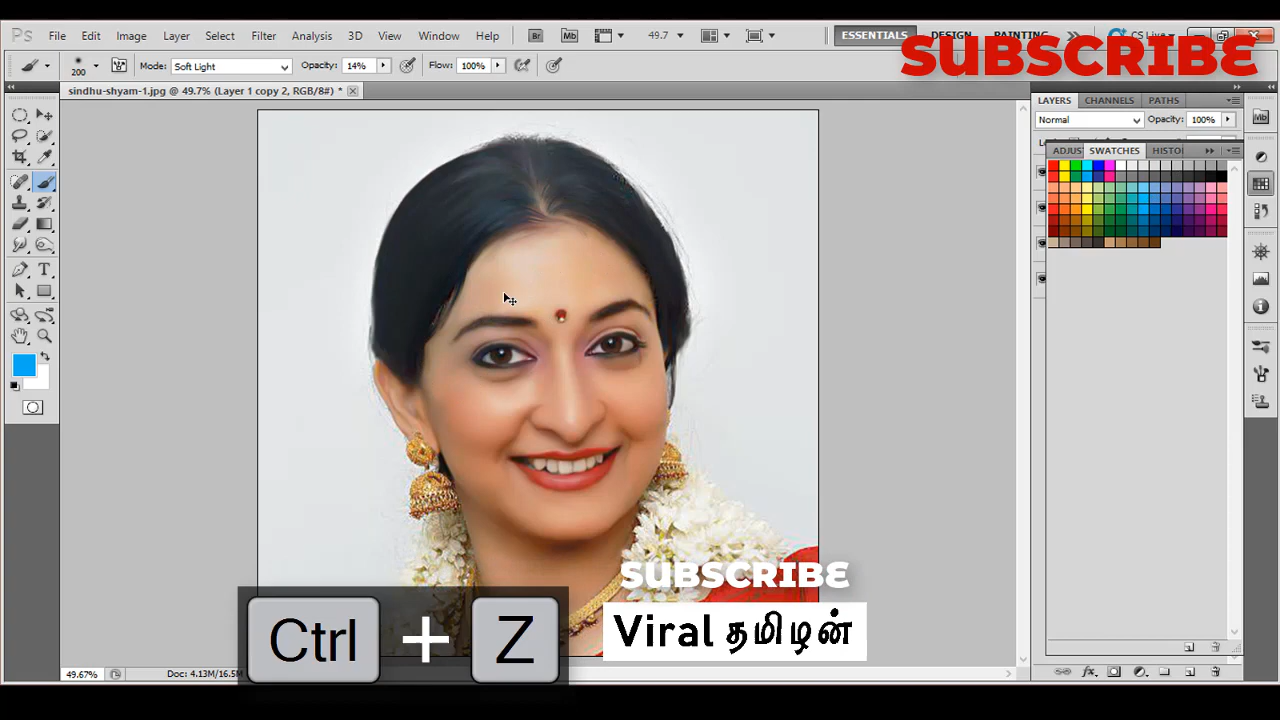 Ps File Edit Image Layer Select Filter Analysis 3D View Window Help Br Mb 49.7 ESSENTIALS DESIGN PAINTING CS Live
SUBSCRIBE
200 Mode: Soft Light Opacity: 14% Flow: 100%
sindhu-shyam-1.jpg @ 49.7% (Layer 1 copy 2, RGB/8#) *
LAYERS CHANNELS PATHS
Mb
Normal Opacity: 100%
ADJUS SWATCHES HISTO
SUBSCRIBE
Viral தமிழன்
Ctrl + Z
49.67% Doc: 4.13M/16.5M